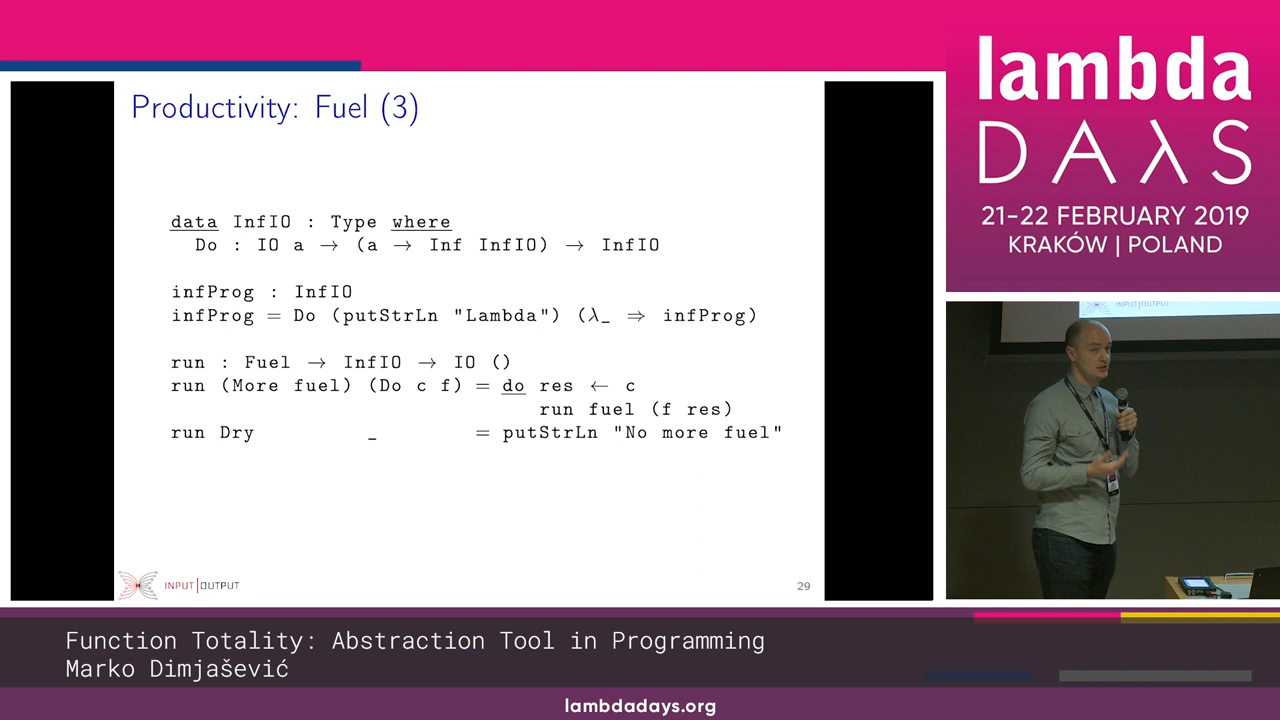 Productivity: Fuel (3)
data InfIO : Type where
Do : IO a → (a → Inf InfIO) → InfIO
infProg : InfIO
infProg = Do (putStrLn "Lambda") (λ_ ⇒ infProg)
run : Fuel → InfIO → IO ()
run (More fuel) (Do c f) = do res ← c
run fuel (f res)
run Dry _ = putStrLn "No more fuel"
INPUT|OUTPUT
29
lambda
DAλS
21-22 FEBRUARY 2019
KRAKÓW | POLAND
INPUT|OUTPUT
Function Totality: Abstraction Tool in Programming
Marko Dimjašević
lambdadays.org